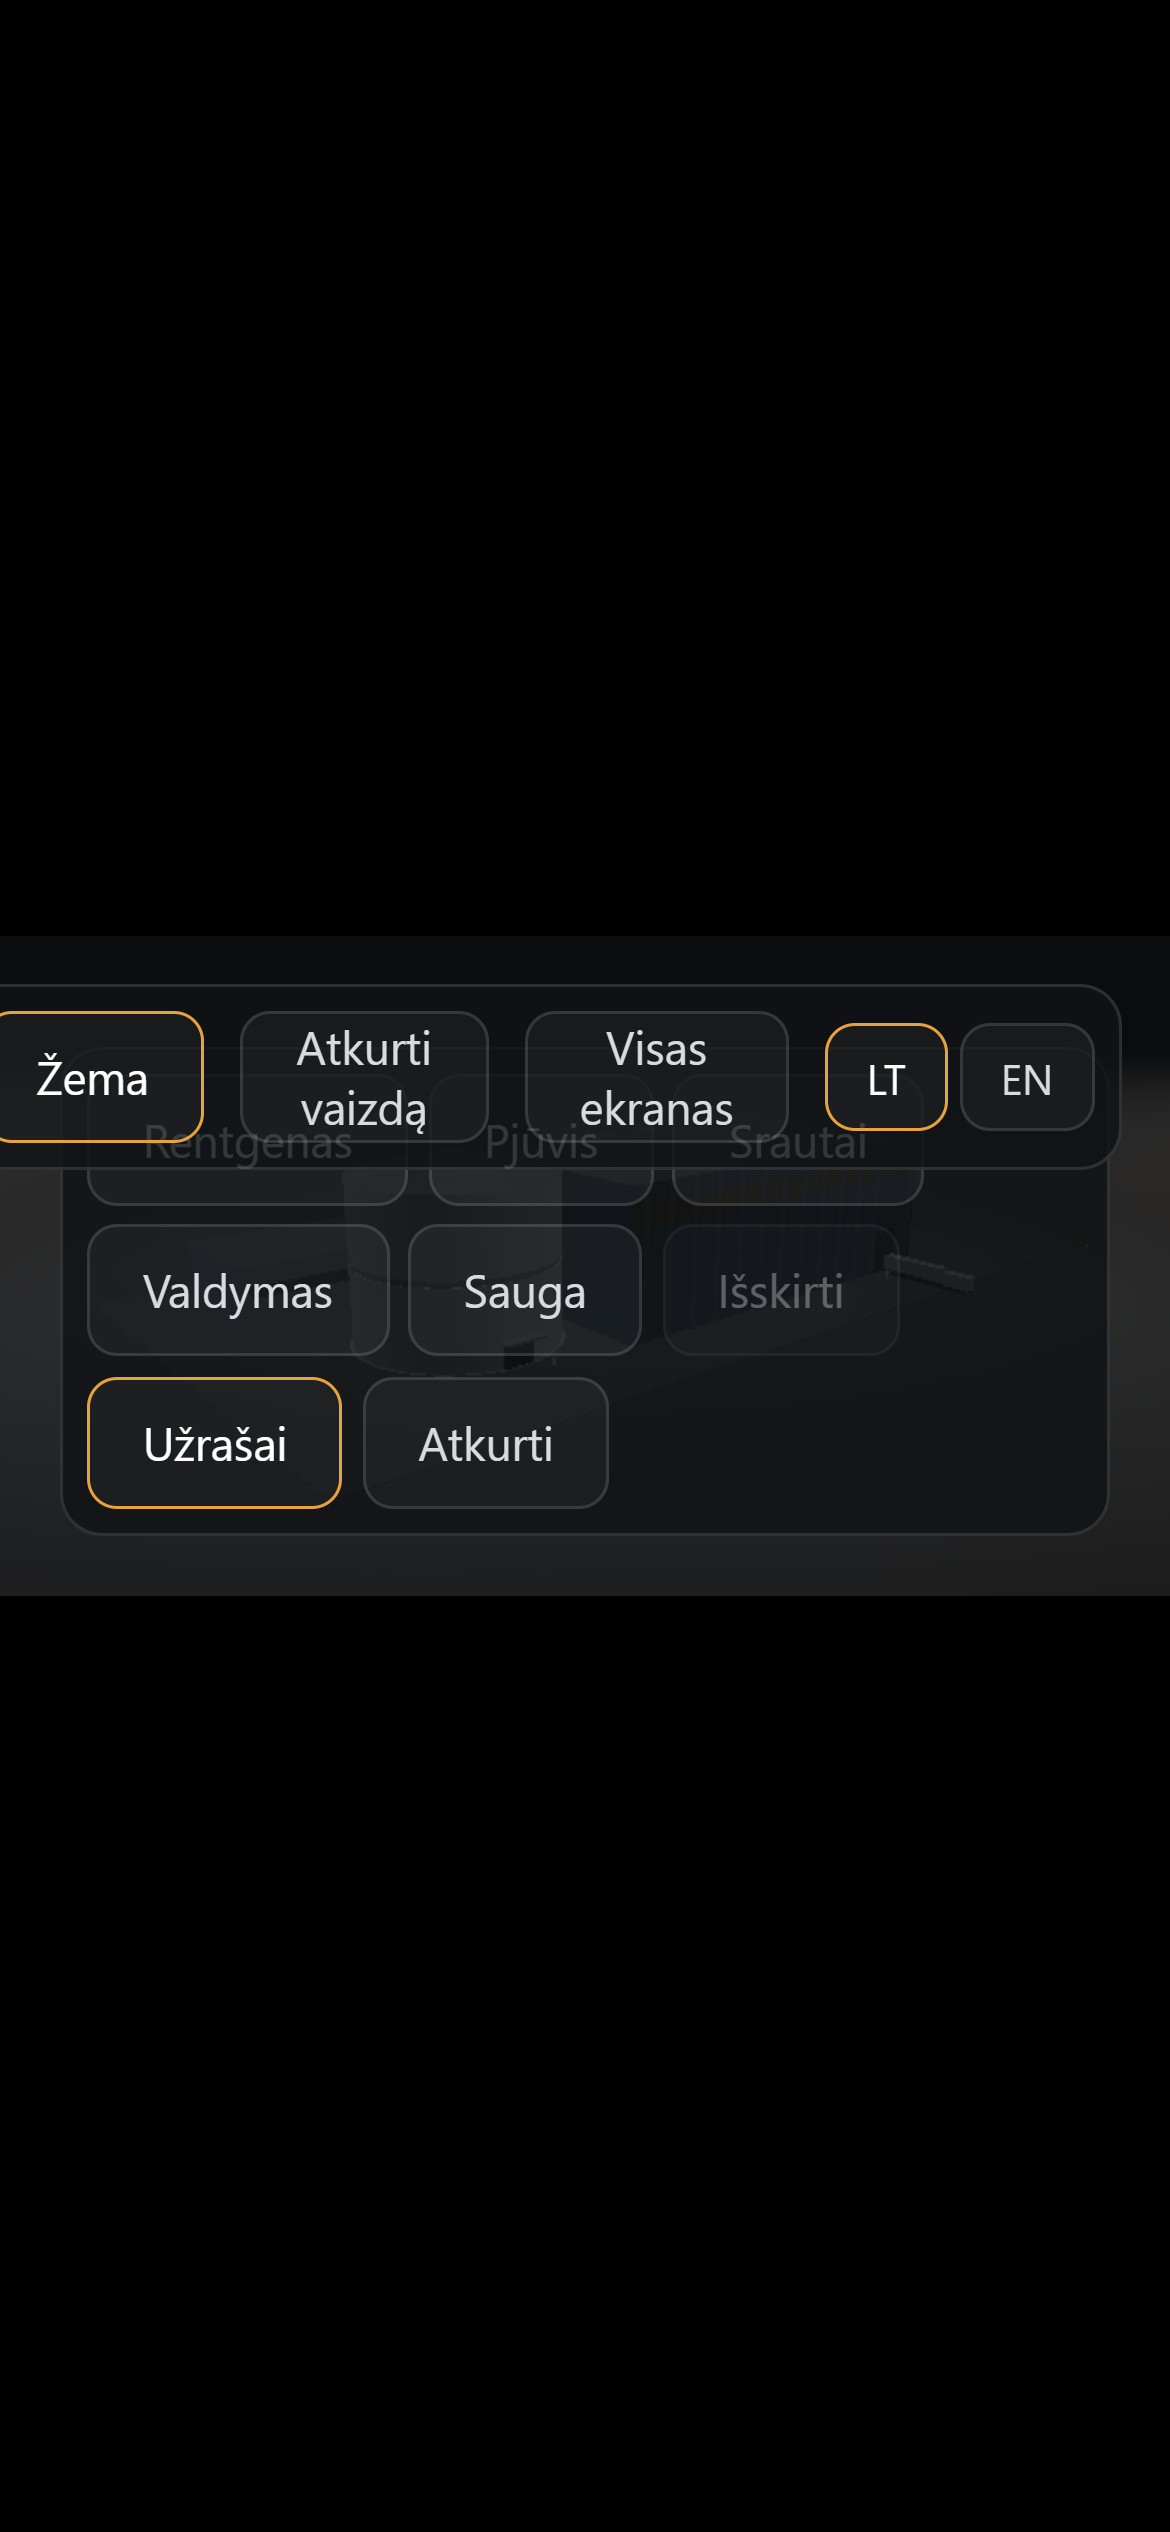 Žema
Atkurti
vaizdą
Visas
ekranas
LT
EN
Rentgenas
Pjūvis
Srautai
Valdymas
Sauga
Išskirti
Užrašai
Atkurti